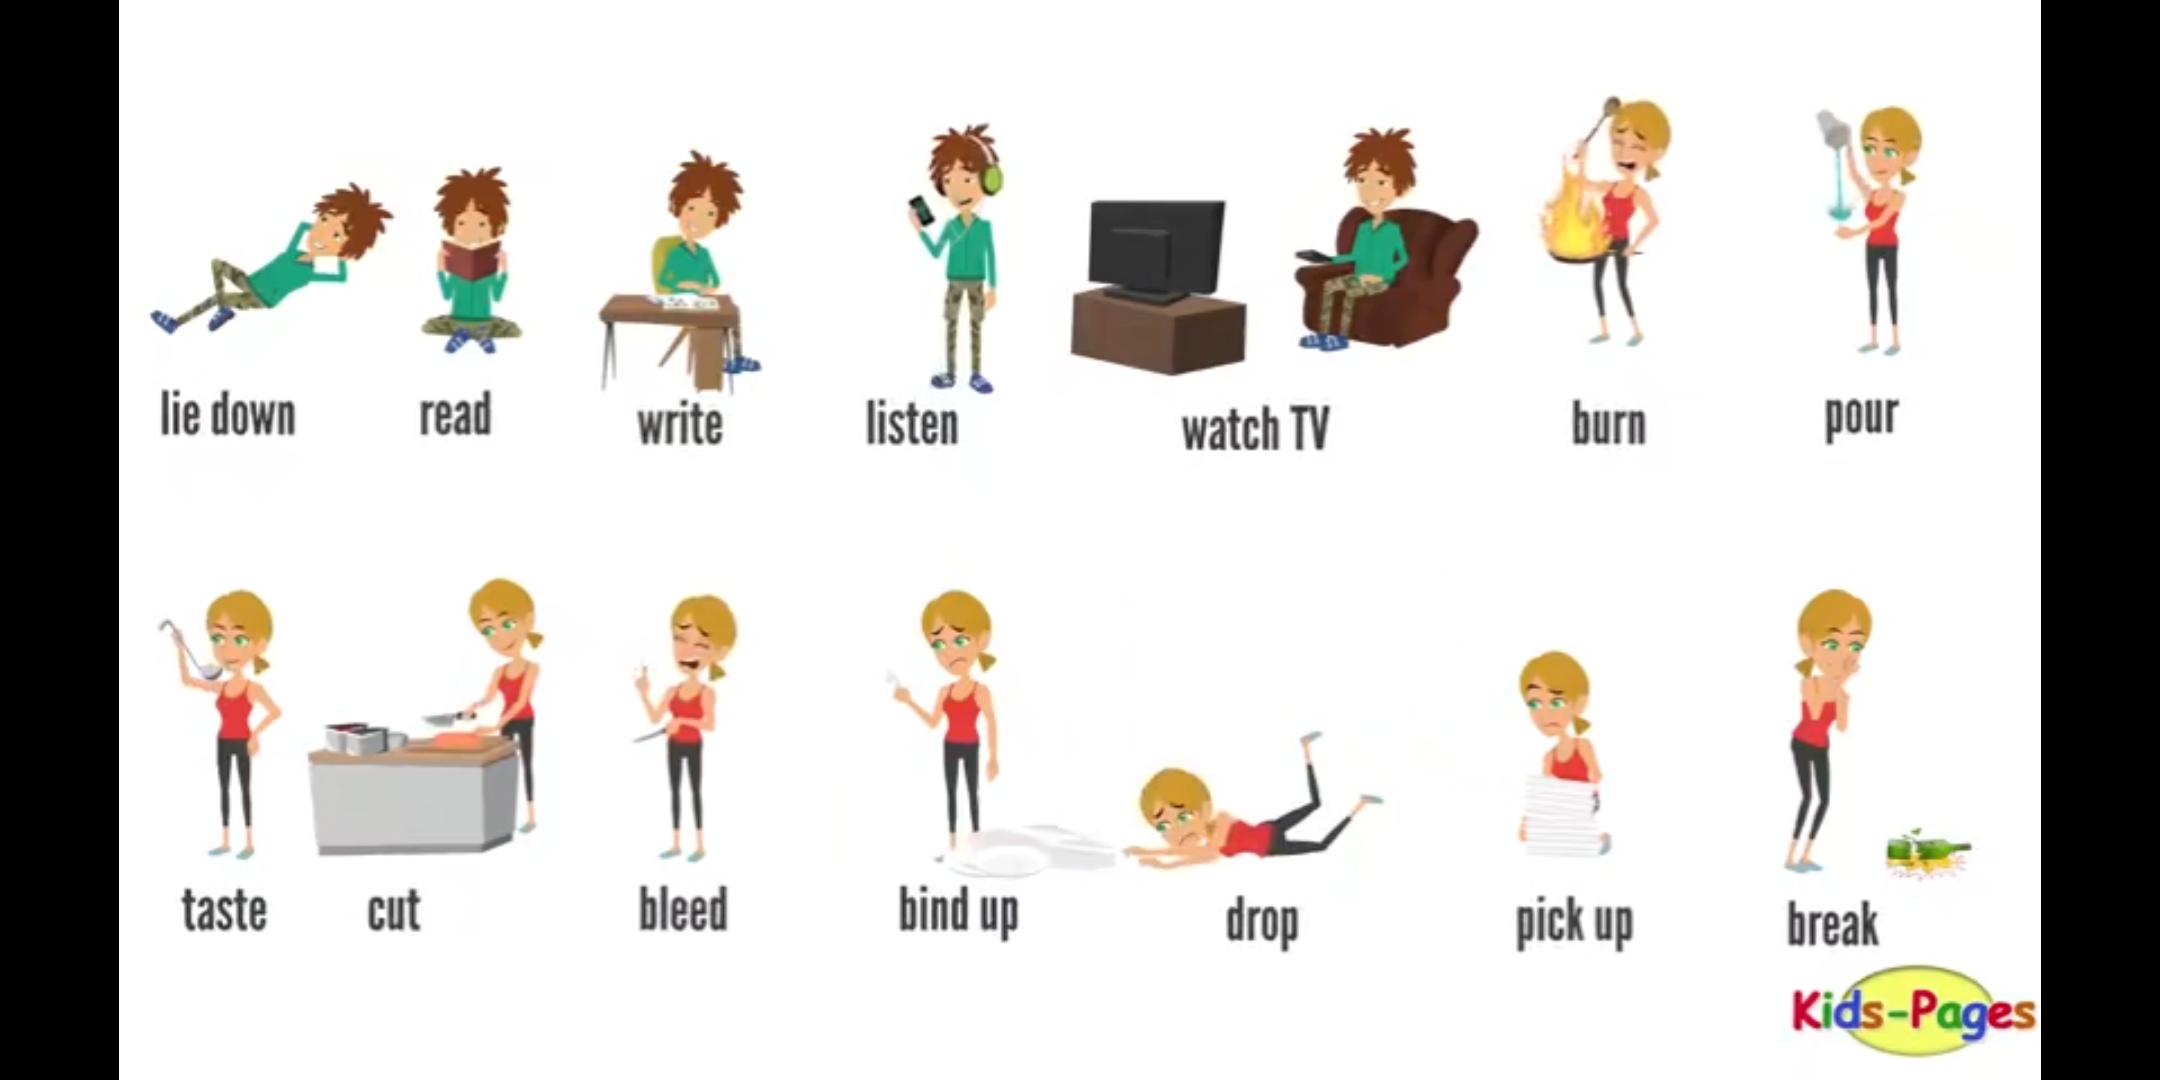 lie down
read
write
listen
watch TV
burn
pour
taste
cut
bleed
bind up
drop
pick up
break
Kids-Pages